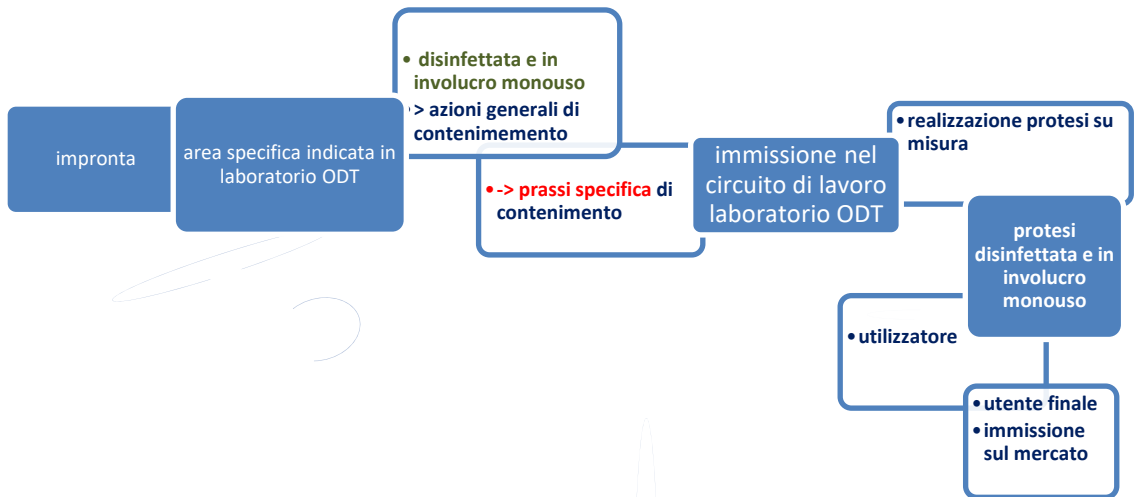 impronta
area specifica indicata in
laboratorio ODT
• disinfettata e in
involucro monouso
• > azioni generali di
contenimemento
• -> prassi specifica di
contenimento
immissione nel
circuito di lavoro
laboratorio ODT
• realizzazione protesi su
misura
protesi
disinfettata e in
involucro
monouso
• utilizzatore
• utente finale
• immissione
sul mercato